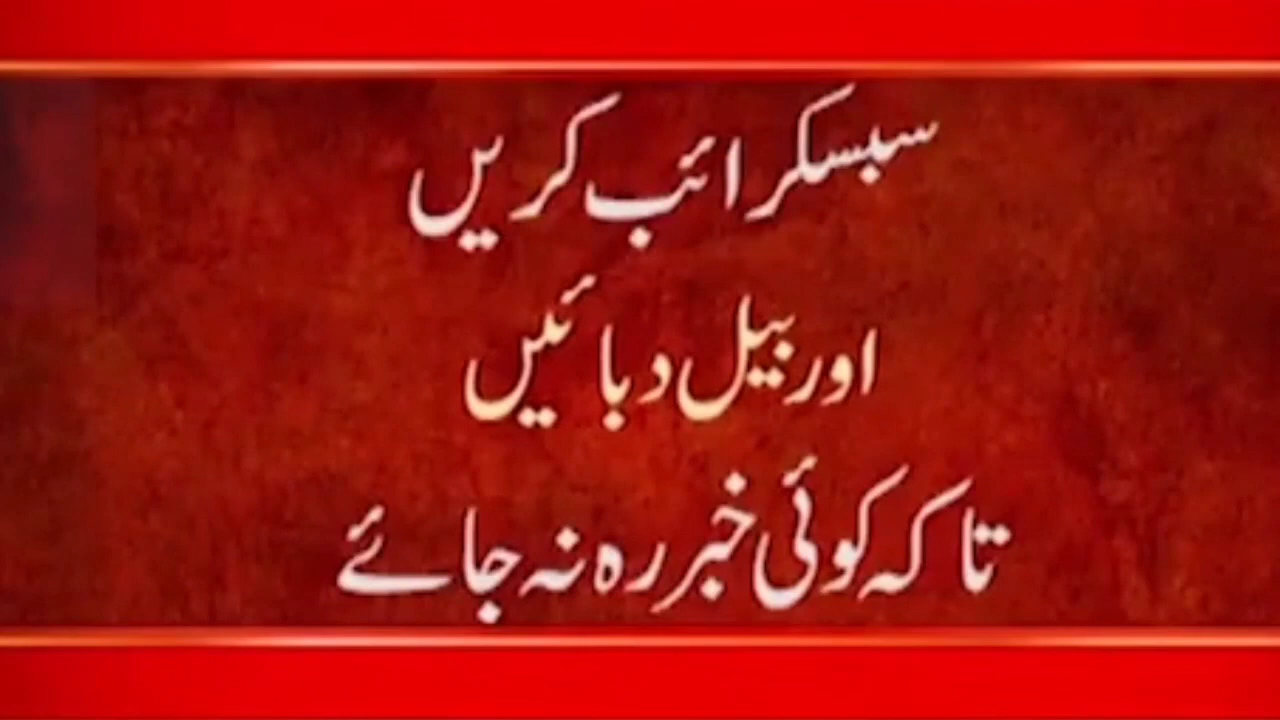 سبسکرائب کریں
اور بیل دبائیں
تاکہ کوئی خبر رہ نہ جائے